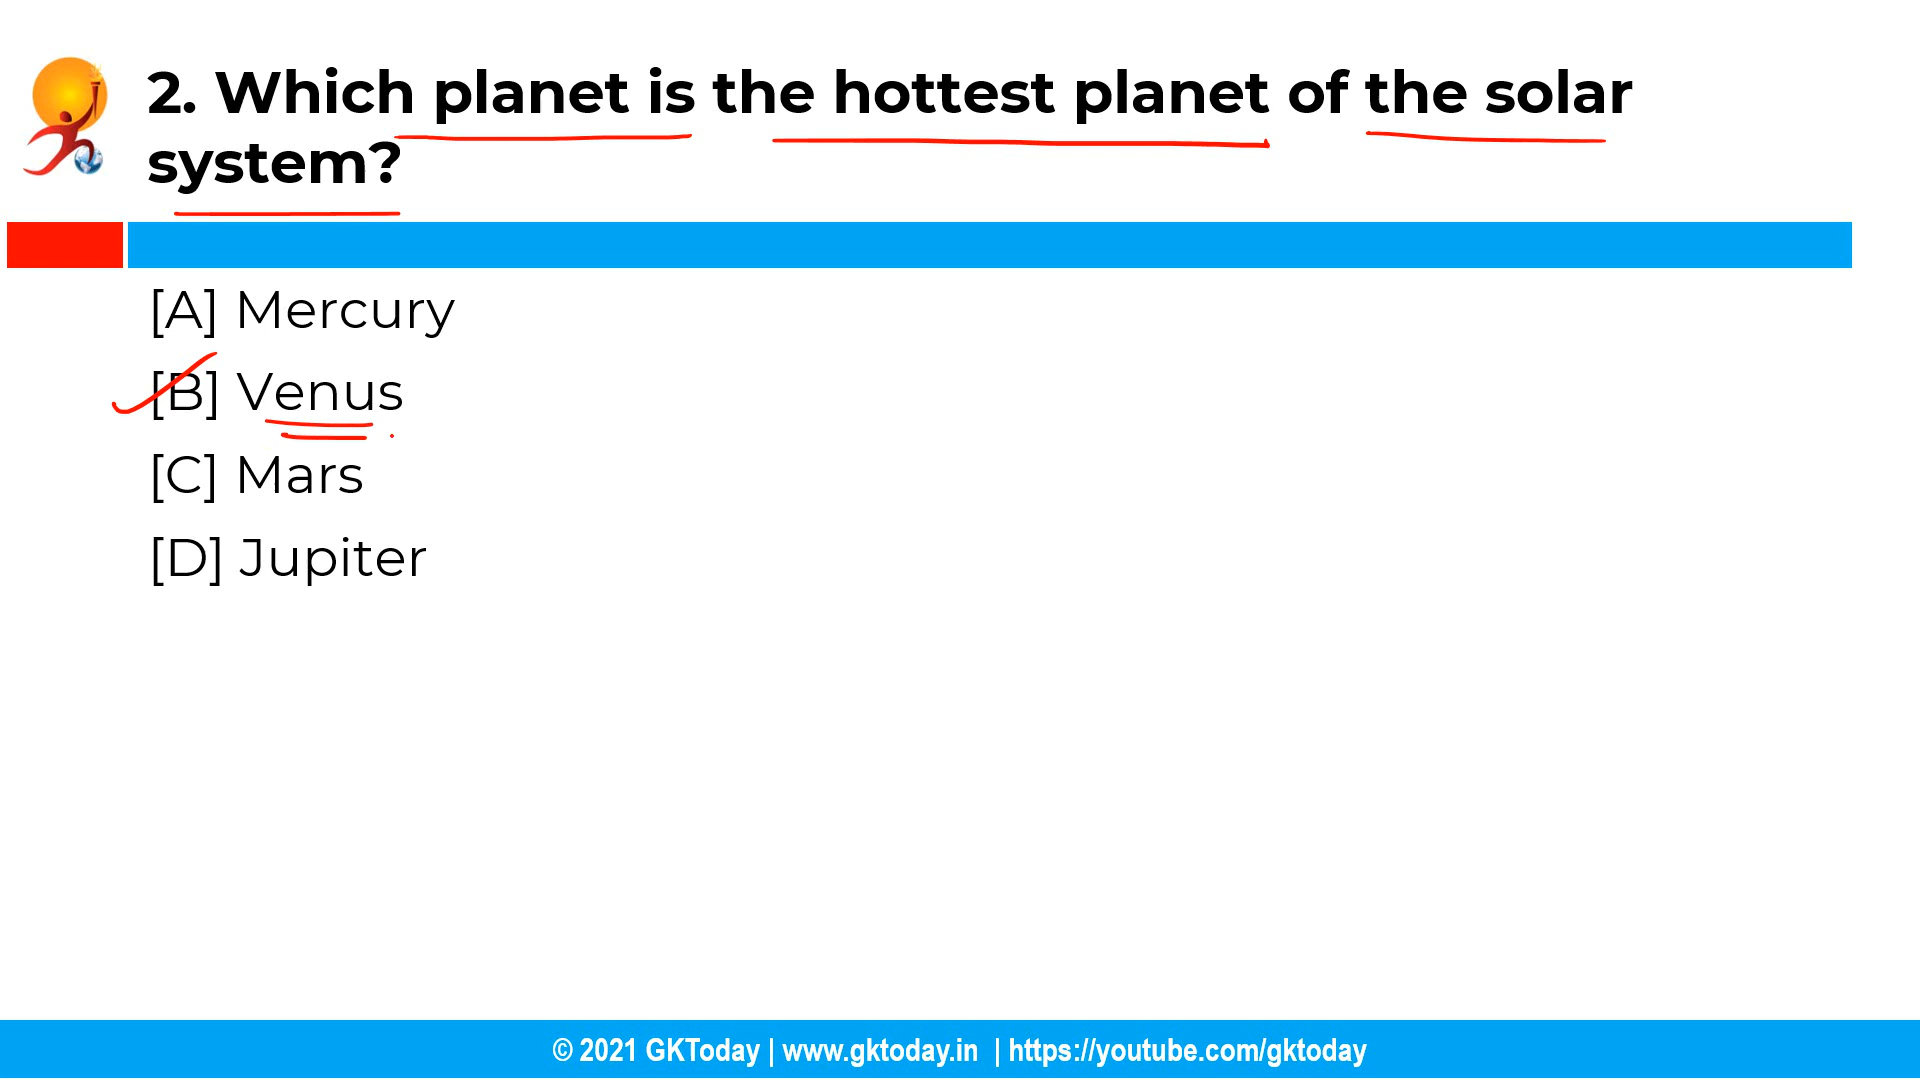 2. Which planet is the hottest planet of the solar
system?
[A] Mercury
[B] Venus
[C] Mars
[D] Jupiter
© 2021 GKToday | www.gktoday.in | https://youtube.com/gktoday